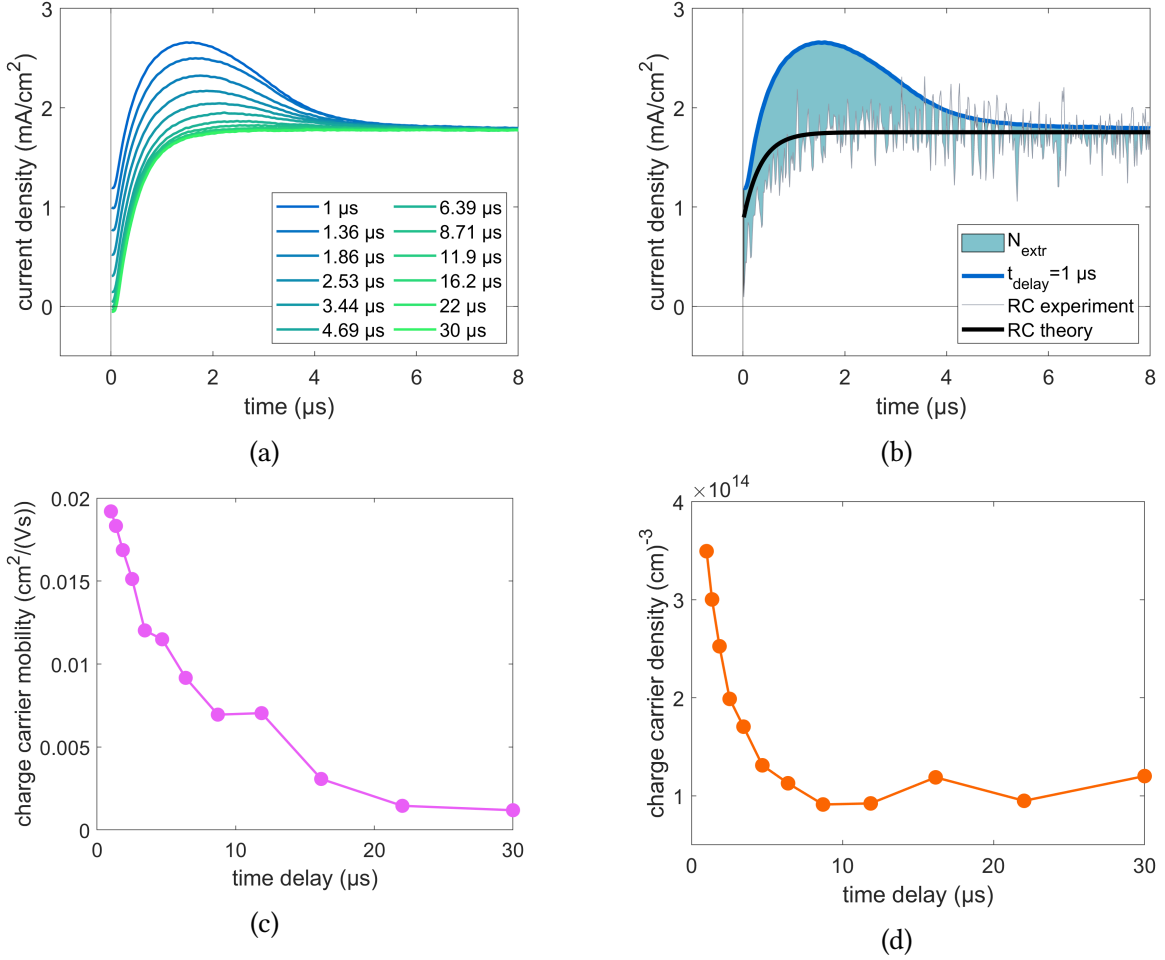 3
2
1
0
current density (mA/cm²)
1 µs
1.36 µs
1.86 µs
2.53 µs
3.44 µs
4.69 µs
6.39 µs
8.71 µs
11.9 µs
16.2 µs
22 µs
30 µs
0 2 4 6 8
time (µs)
(a)
3
2
1
0
current density (mA/cm²)
N_extr
t_delay=1 µs
RC experiment
RC theory
0 2 4 6 8
time (µs)
(b)
0.02
0.015
0.01
0.005
0
charge carrier mobility (cm²/(Vs))
0 10 20 30
time delay (µs)
(c)
×10¹⁴
4
3
2
1
charge carrier density (cm)⁻³
0 10 20 30
time delay (µs)
(d)